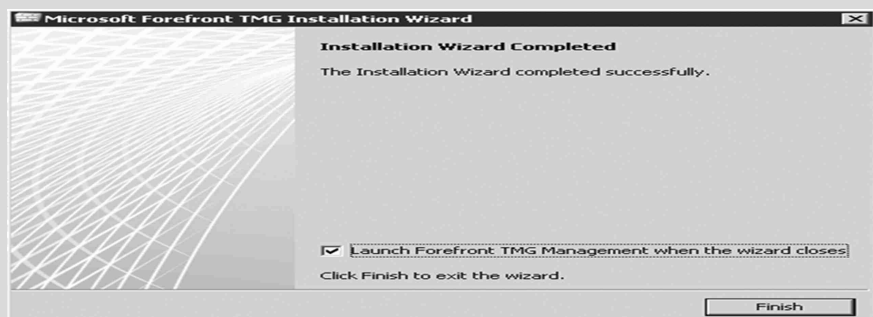 Microsoft Forefront TMG Installation Wizard
Installation Wizard Completed
The Installation Wizard completed successfully.
Launch Forefront TMG Management when the wizard closes
Click Finish to exit the wizard.
Finish